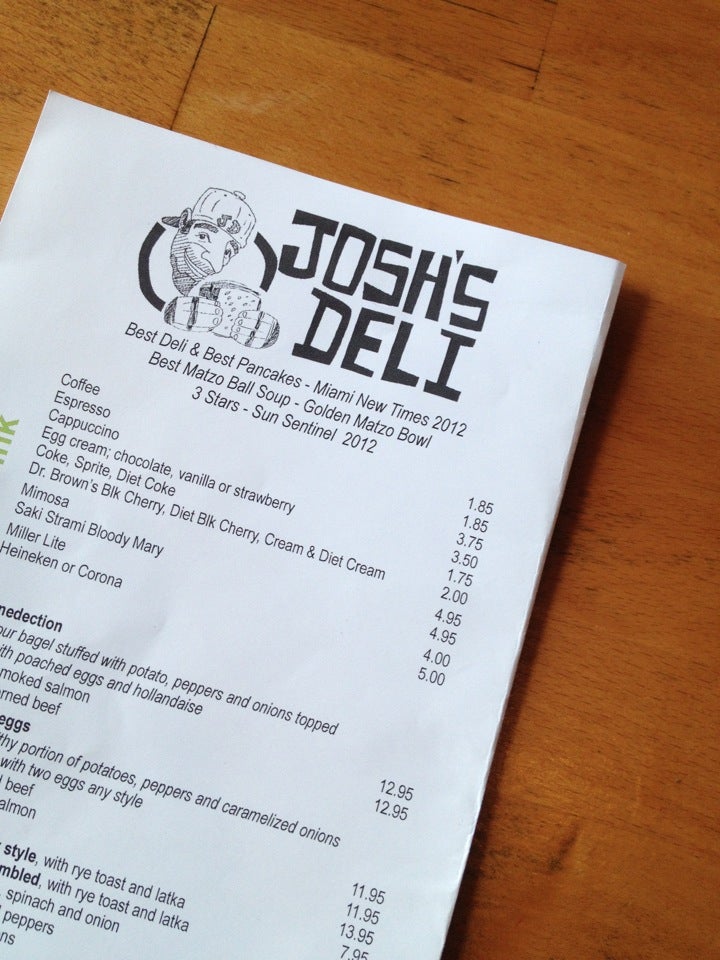 JOSH'S
DELI
Best Deli & Best Pancakes - Miami New Times 2012
Best Matzo Ball Soup - Golden Matzo Bowl
3 Stars - Sun Sentinel 2012
Coffee 1.85
Espresso 1.85
Cappuccino 3.75
Egg cream; chocolate, vanilla or strawberry 3.50
Coke, Sprite, Diet Coke 1.75
Dr. Brown's Blk Cherry, Diet Blk Cherry, Cream & Diet Cream 2.00
Mimosa 4.95
Saki Strami Bloody Mary 4.95
Miller Lite 4.00
Heineken or Corona 5.00
nedection
our bagel stuffed with potato, peppers and onions topped
ith poached eggs and hollandaise
moked salmon 12.95
rned beef 12.95
eggs
thy portion of potatoes, peppers and caramelized onions
with two eggs any style
beef 11.95
almon 11.95
13.95
style, with rye toast and latka 7.95
mbled, with rye toast and latka
spinach and onion
peppers
ns